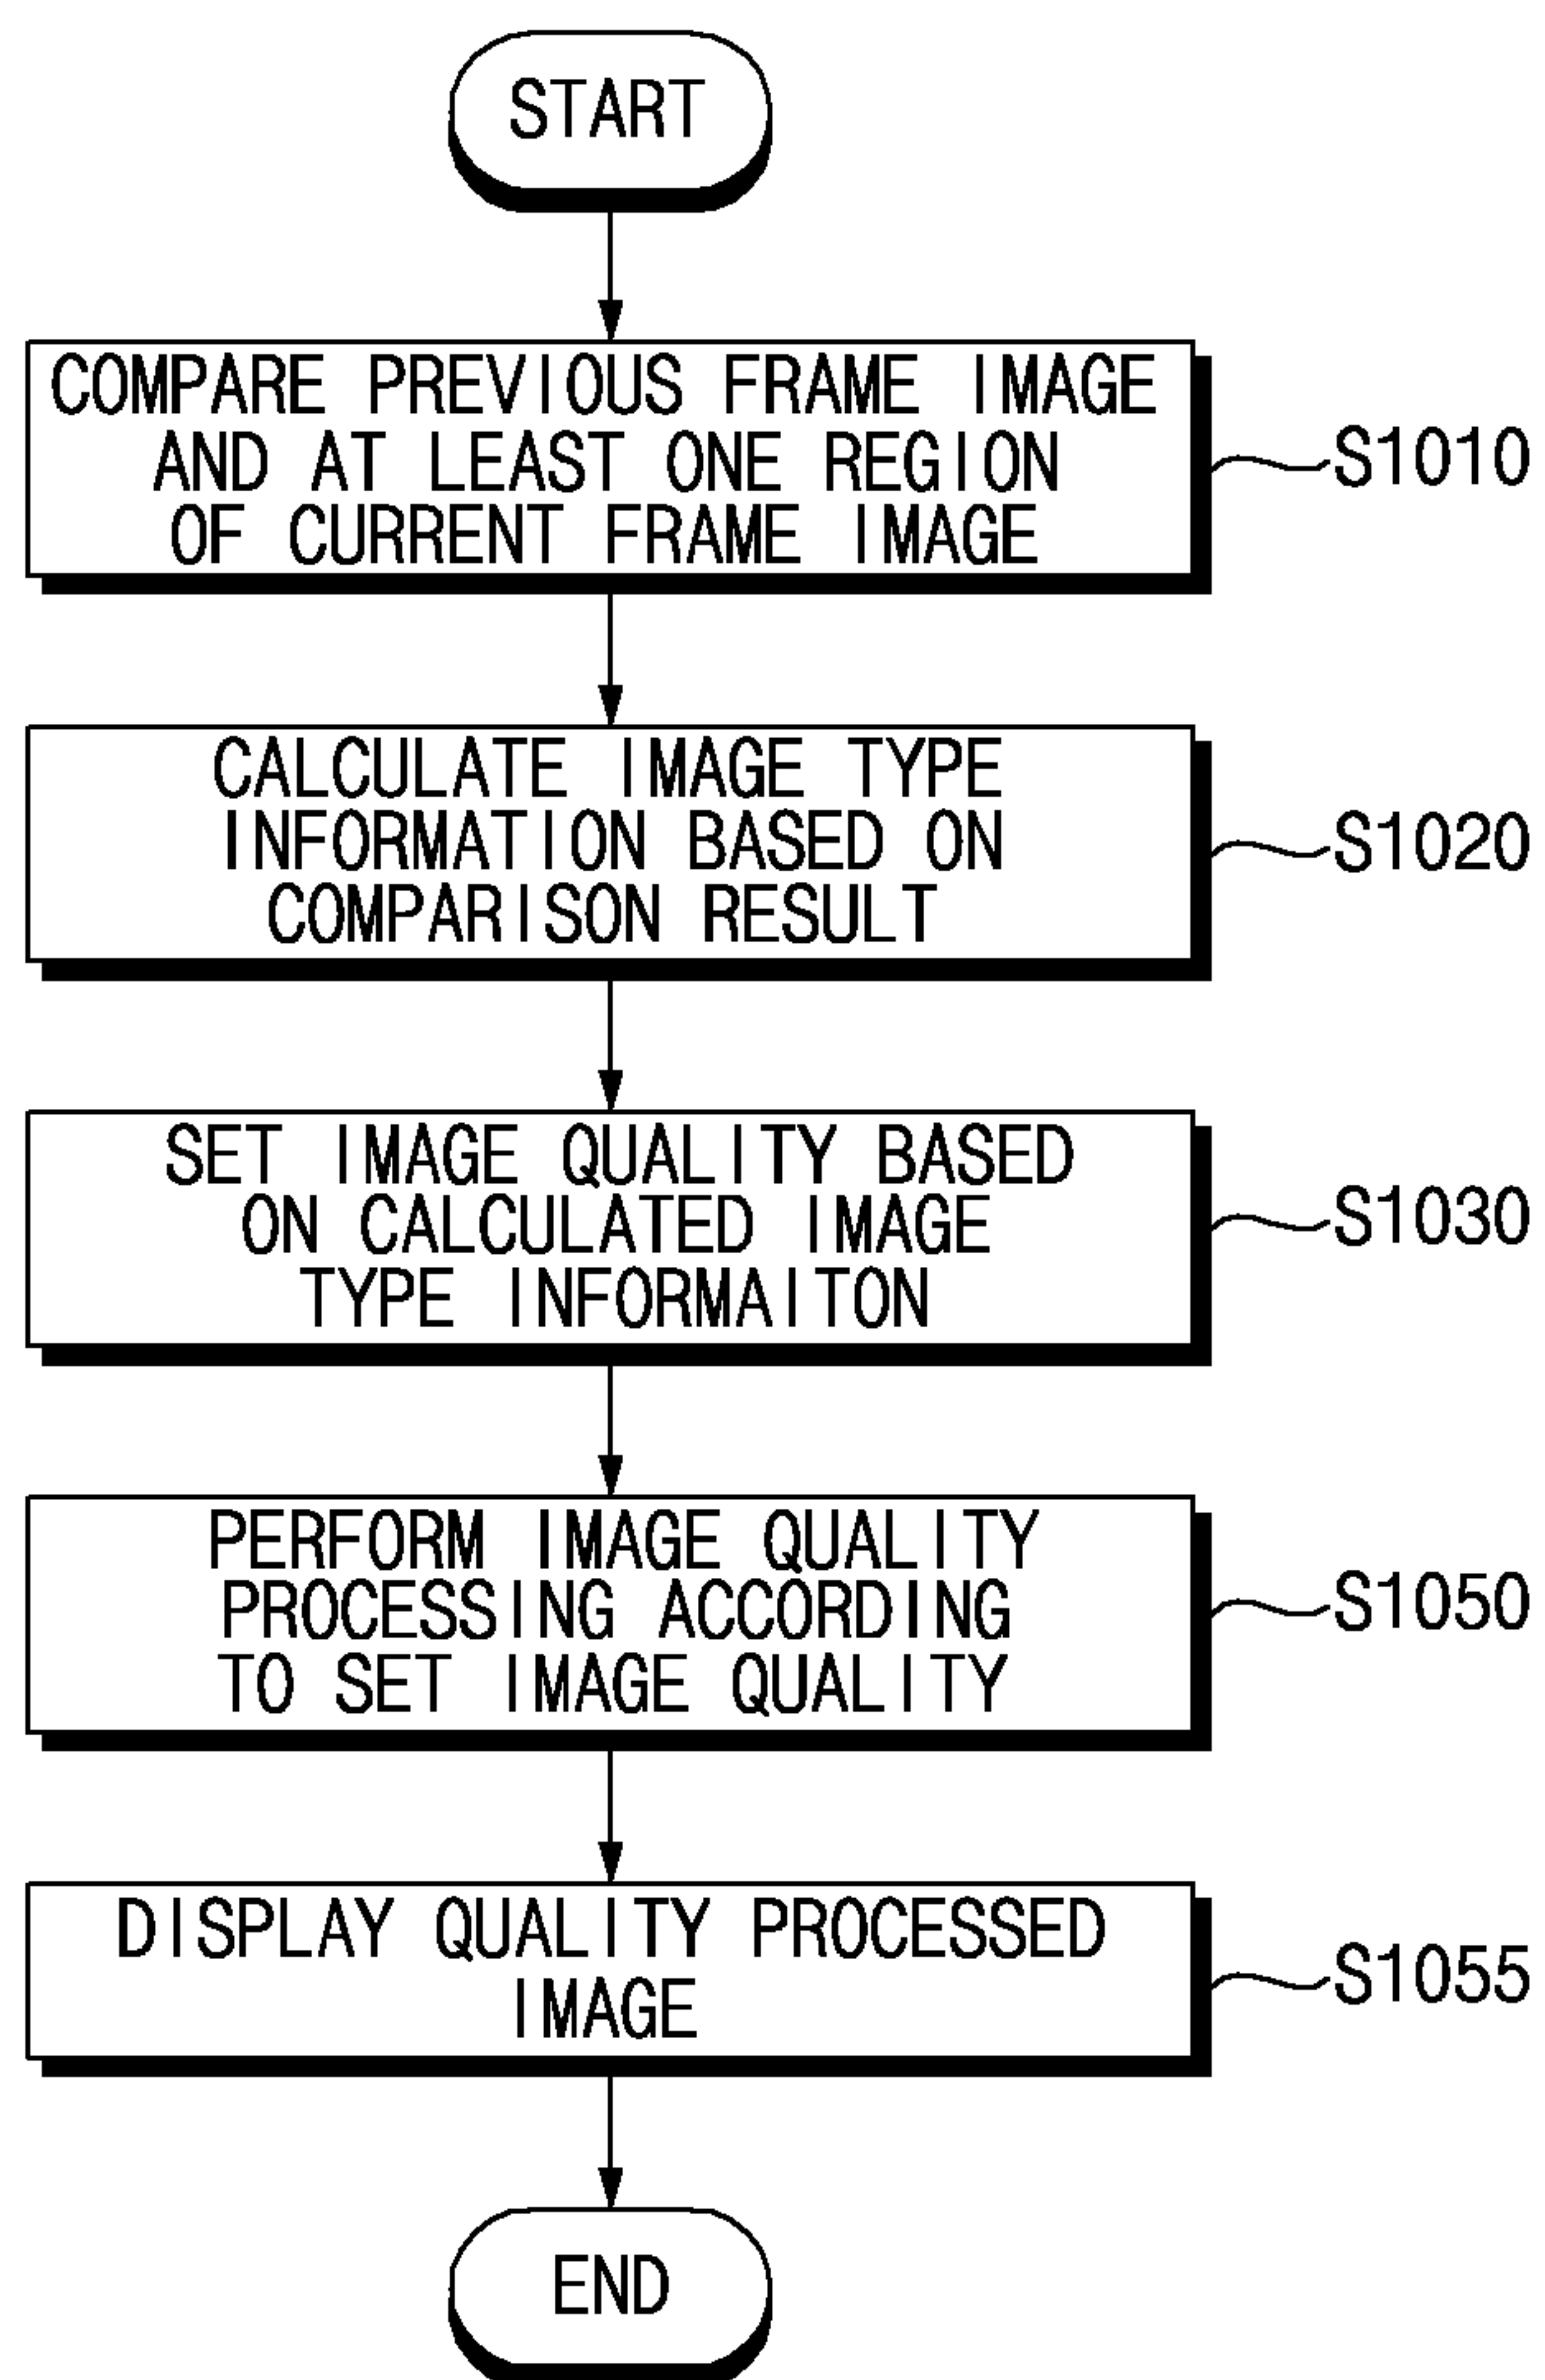 START
COMPARE PREVIOUS FRAME IMAGE
AND AT LEAST ONE REGION
OF CURRENT FRAME IMAGE
S1010
CALCULATE IMAGE TYPE
INFORMATION BASED ON
COMPARISON RESULT
S1020
SET IMAGE QUALITY BASED
ON CALCULATED IMAGE
TYPE INFORMAITON
S1030
PERFORM IMAGE QUALITY
PROCESSING ACCORDING
TO SET IMAGE QUALITY
S1050
DISPLAY QUALITY PROCESSED
IMAGE
S1055
END